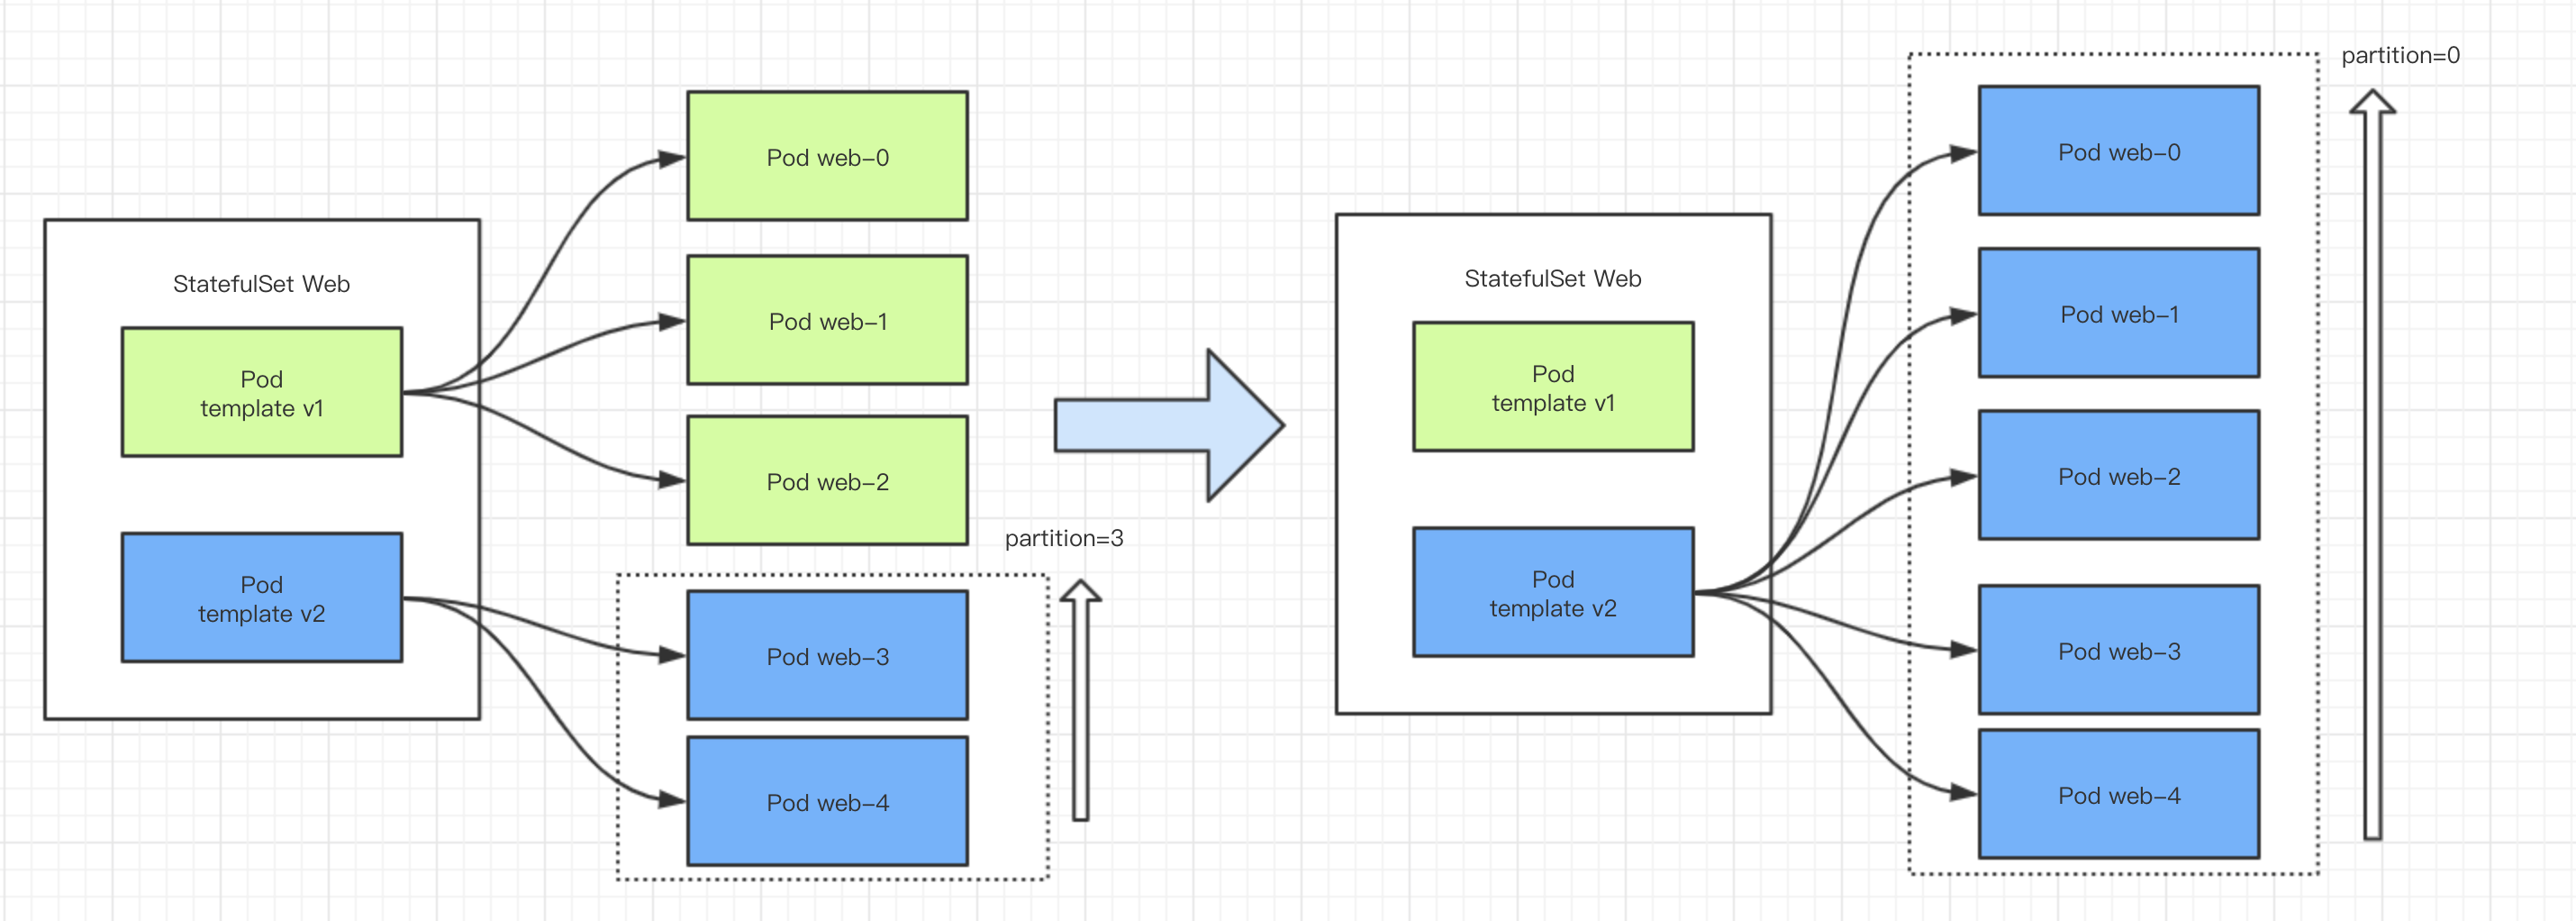 StatefulSet Web
Pod
template v1
Pod
template v2
Pod web-0
Pod web-1
Pod web-2
partition=3
Pod web-3
Pod web-4
StatefulSet Web
Pod
template v1
Pod
template v2
partition=0
Pod web-0
Pod web-1
Pod web-2
Pod web-3
Pod web-4